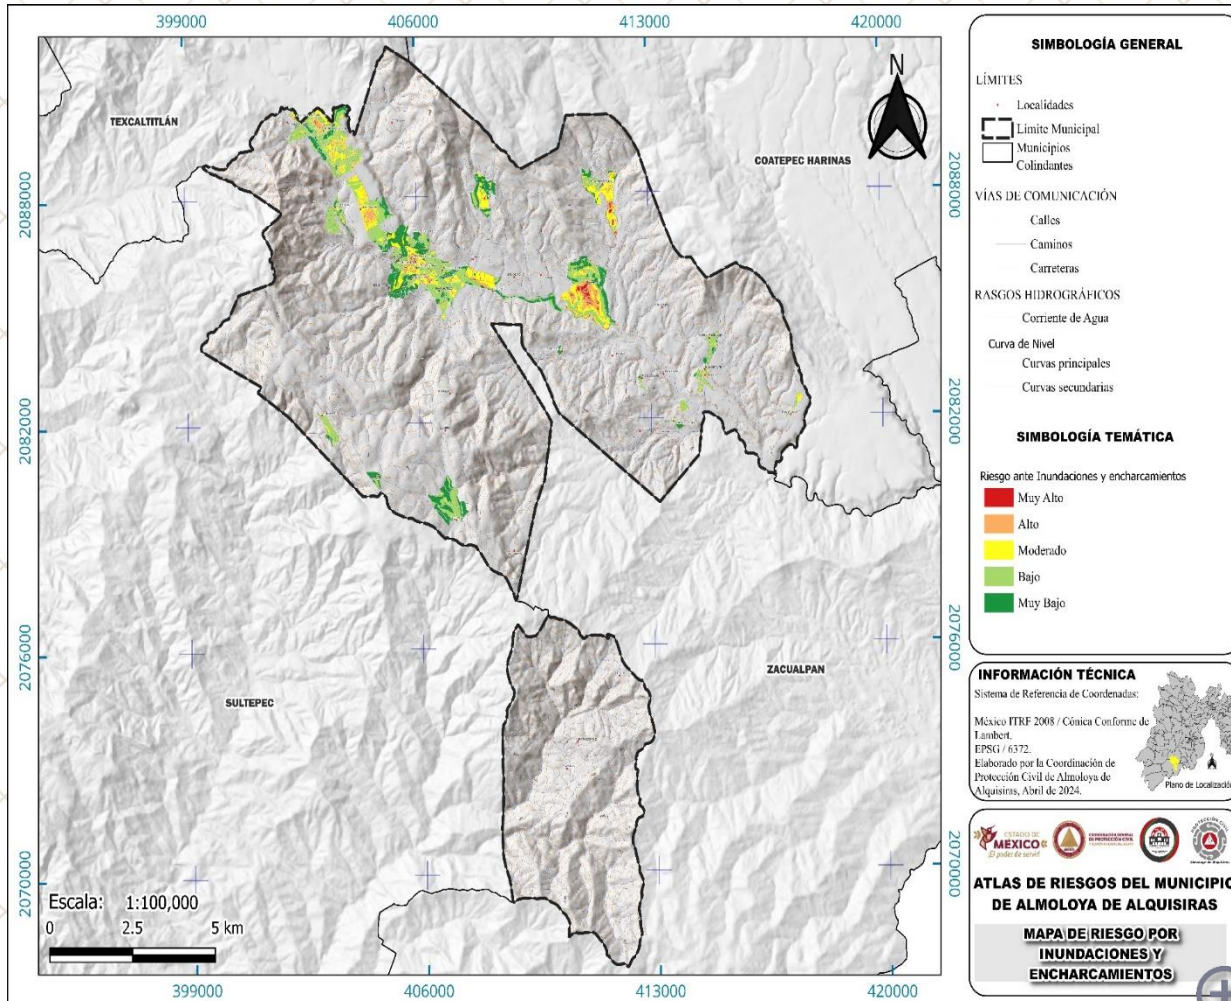 399000 406000 413000 420000
TEXCALTITLÁN
N
COATEPEC HARINAS
2088000
2088000
2082000
2082000
2076000
2076000
SULTEPEC
ZACUALPAN
2070000
2070000
Escala: 1:100,000
0 2.5 5 km
399000 406000 413000 420000
SIMBOLOGÍA GENERAL
LÍMITES
Localidades
Limite Municipal
Municipios
Colindantes
VÍAS DE COMUNICACIÓN
Calles
Caminos
Carreteras
RASGOS HIDROGRÁFICOS
Corriente de Agua
Curva de Nivel
Curvas principales
Curvas secundarias
SIMBOLOGÍA TEMÁTICA
Riesgo ante Inundaciones y encharcamientos
Muy Alto
Alto
Moderado
Bajo
Muy Bajo
INFORMACIÓN TÉCNICA
Sistema de Referencia de Coordenadas:
México ITRF 2008 / Cónica Conforme de
Lambert.
EPSG / 6372.
Elaborado por la Coordinación de
Protección Civil de Almoloya de
Alquisiras, Abril de 2024.
Plano de Localización
ESTADO DE
MÉXICO
¡El poder de servir!
ATLAS DE RIESGOS DEL MUNICIPIO
DE ALMOLOYA DE ALQUISIRAS
MAPA DE RIESGO POR
INUNDACIONES Y
ENCHARCAMIENTOS